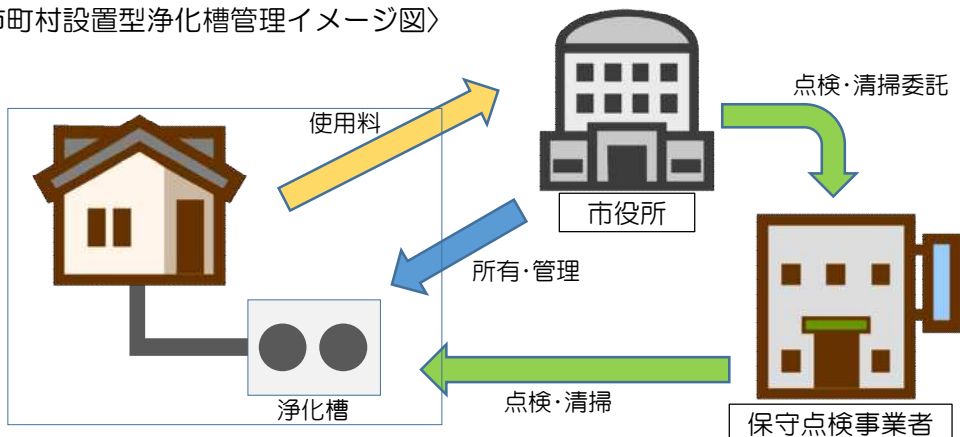 市町村設置型浄化槽管理イメージ図〉
使用料
点検・清掃委託
市役所
所有・管理
浄化槽
点検・清掃
保守点検事業者